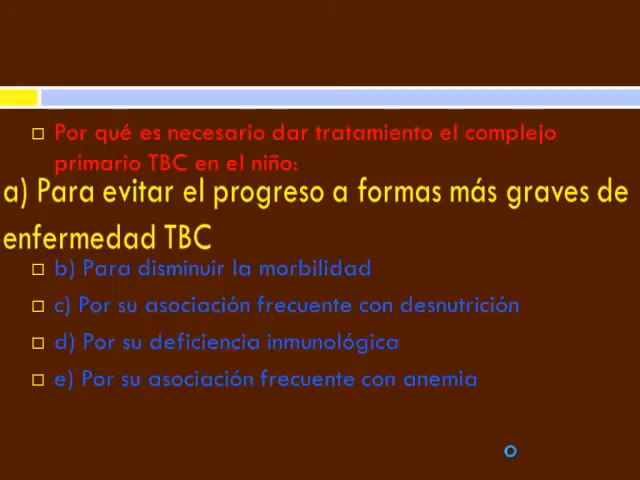 Por qué es necesario dar tratamiento el complejo
primario TBC en el niño:
a) Para evitar el progreso a formas más graves de
enfermedad TBC
b) Para disminuir la morbilidad
c) Por su asociación frecuente con desnutrición
d) Por su deficiencia inmunológica
e) Por su asociación frecuente con anemia